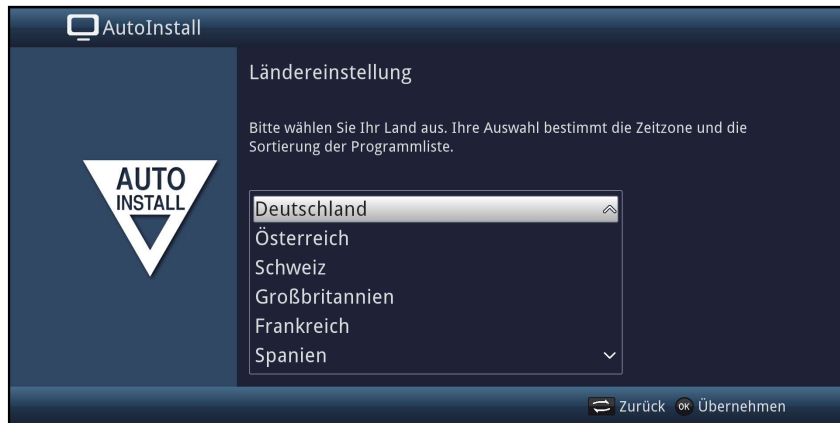 AutoInstall
Ländereinstellung
Bitte wählen Sie Ihr Land aus. Ihre Auswahl bestimmt die Zeitzone und die
Sortierung der Programmliste.
AUTO
INSTALL
Deutschland
Österreich
Schweiz
Großbritannien
Frankreich
Spanien
Zurück OK Übernehmen